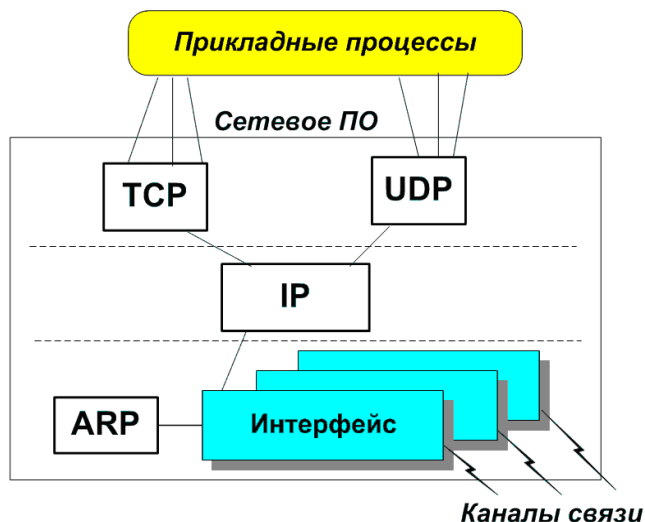 Прикладные процессы
Сетевое ПО
TCP
UDP
IP
ARP
Интерфейс
Каналы связи